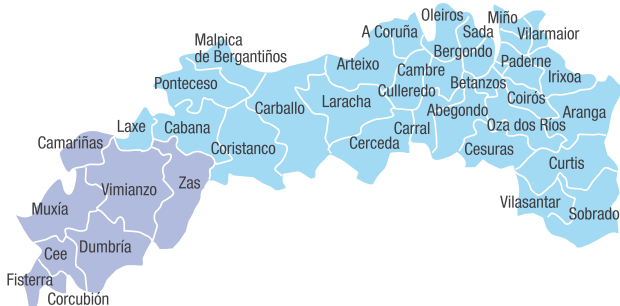 Oleiros
Miño
A Coruña
Sada
Vilarmaior
Malpica
de Bergantiños
Bergondo
Arteixo
Cambre
Paderne
Irixoa
Ponteceso
Culleredo
Betanzos
Coirós
Carballo
Laracha
Abegondo
Aranga
Laxe
Cabana
Carral
Oza dos Ríos
Camariñas
Coristanco
Cerceda
Cesuras
Curtis
Vimianzo
Zas
Vilasantar
Sobrado
Muxía
Cee
Dumbría
Fisterra
Corcubión